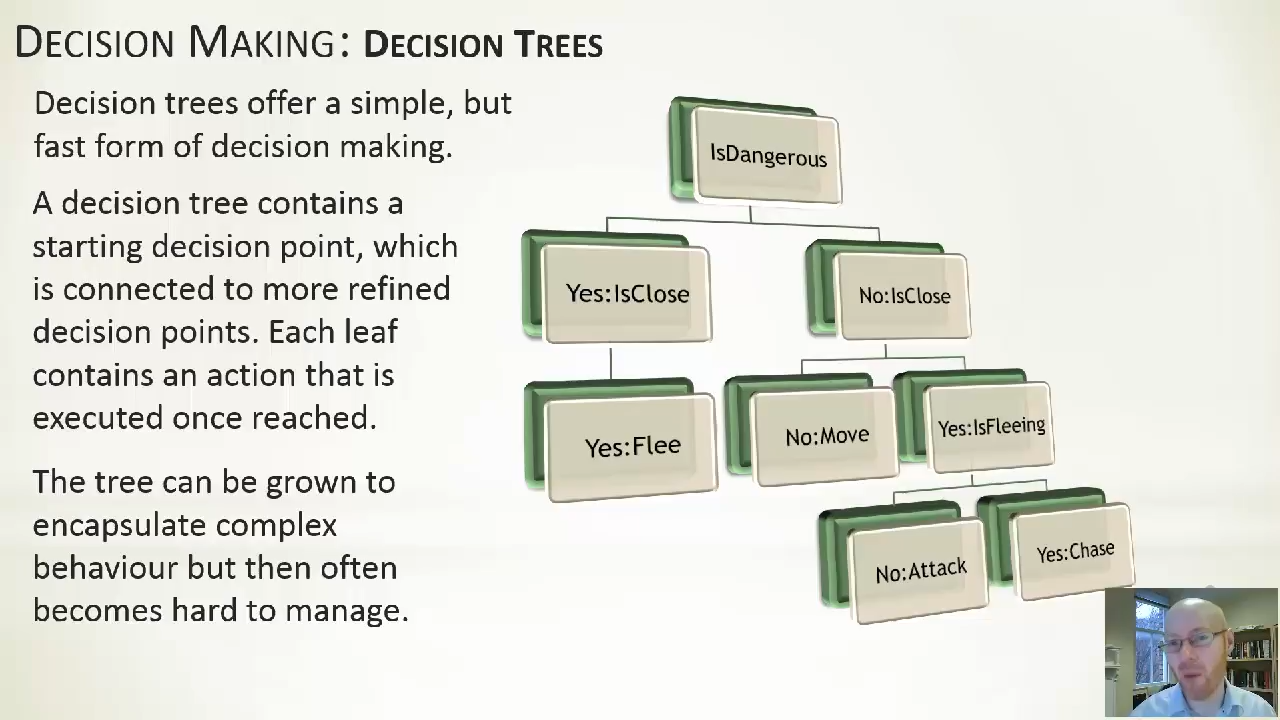 DECISION MAKING: DECISION TREES
Decision trees offer a simple, but
fast form of decision making.
A decision tree contains a
starting decision point, which
is connected to more refined
decision points. Each leaf
contains an action that is
executed once reached.
The tree can be grown to
encapsulate complex
behaviour but then often
becomes hard to manage.
IsDangerous
Yes:IsClose
No:IsClose
Yes:Flee
No:Move
Yes:IsFleeing
No:Attack
Yes:Chase